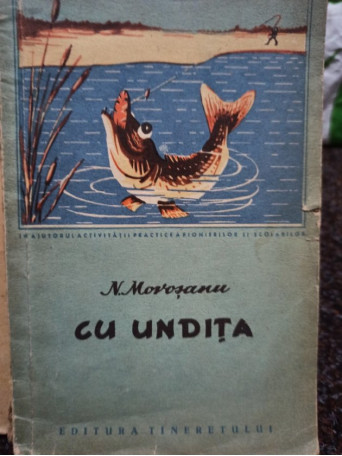 ÎN AJUTORUL ACTIVITĂȚII PRACTICE A PIONIERILOR ȘI ȘCOLARILOR
N. Moroșanu
CU UNDIȚA
EDITURA TINERETULUI